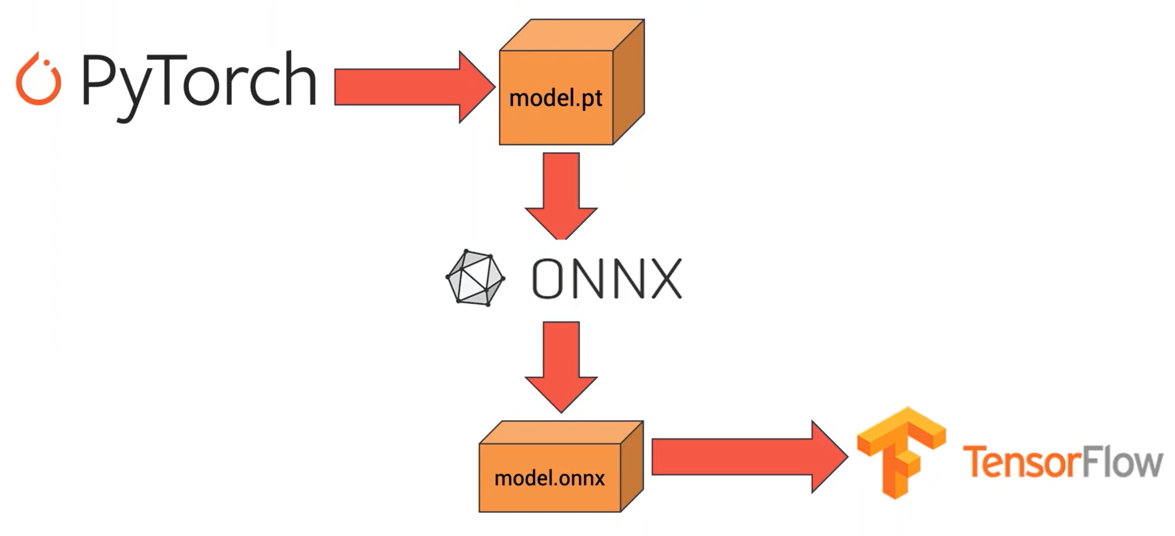 PyTorch
model.pt
ONNX
model.onnx
TensorFlow